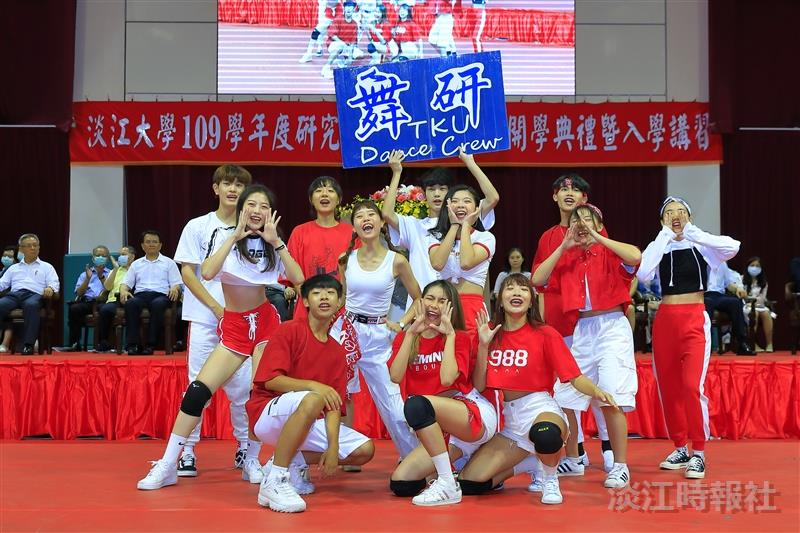 舞研
TKU
Dance Crew
淡江大學109學年度研究
開學典禮暨入學講習
1988
淡江時報社